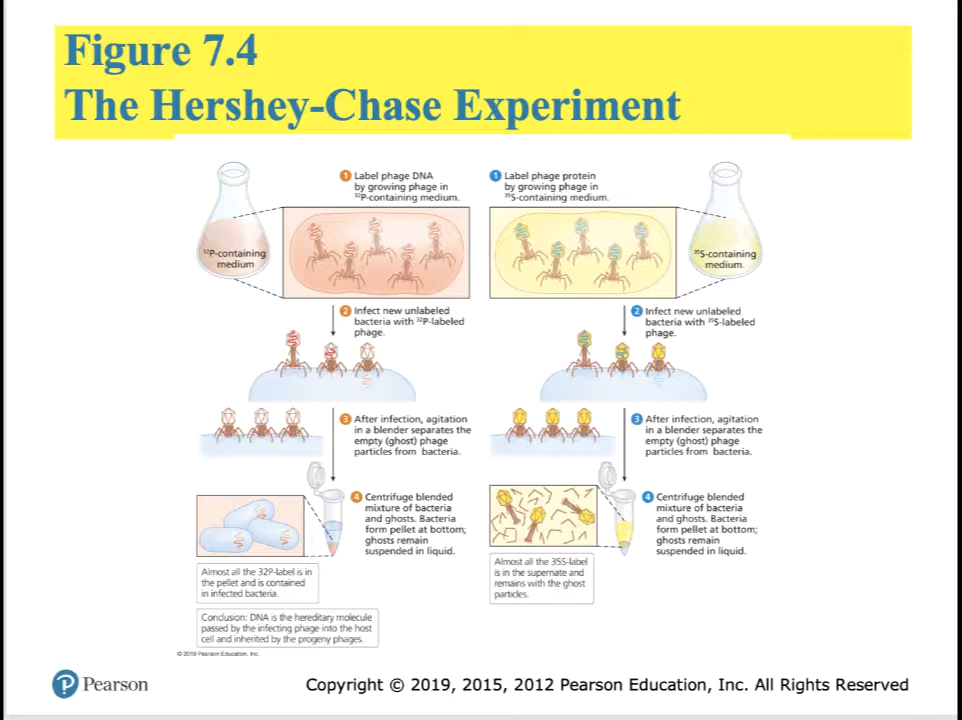 Figure 7.4
The Hershey-Chase Experiment
1 Label phage DNA
by growing phage in
³²P-containing medium.
³²P-containing
medium
1 Label phage protein
by growing phage in
³⁵S-containing medium.
³⁵S-containing
medium.
2 Infect new unlabeled
bacteria with ³²P-labeled
phage.
2 Infect new unlabeled
bacteria with ³⁵S-labeled
phage.
3 After infection, agitation
in a blender separates the
empty (ghost) phage
particles from bacteria.
3 After infection, agitation
in a blender separates the
empty (ghost) phage
particles from bacteria.
4 Centrifuge blended
mixture of bacteria
and ghosts. Bacteria
form pellet at bottom;
ghosts remain
suspended in liquid.
4 Centrifuge blended
mixture of bacteria
and ghosts. Bacteria
form pellet at bottom;
ghosts remain
suspended in liquid.
Almost all the 32P-label is in
the pellet and is contained
in infected bacteria.
Almost all the 35S-label
is in the supernate and
remains with the ghost
particles.
Conclusion: DNA is the hereditary molecule
passed by the infecting phage into the host
cell and inherited by the progeny phages.
© 2019 Pearson Education, Inc.
P Pearson
Copyright © 2019, 2015, 2012 Pearson Education, Inc. All Rights Reserved